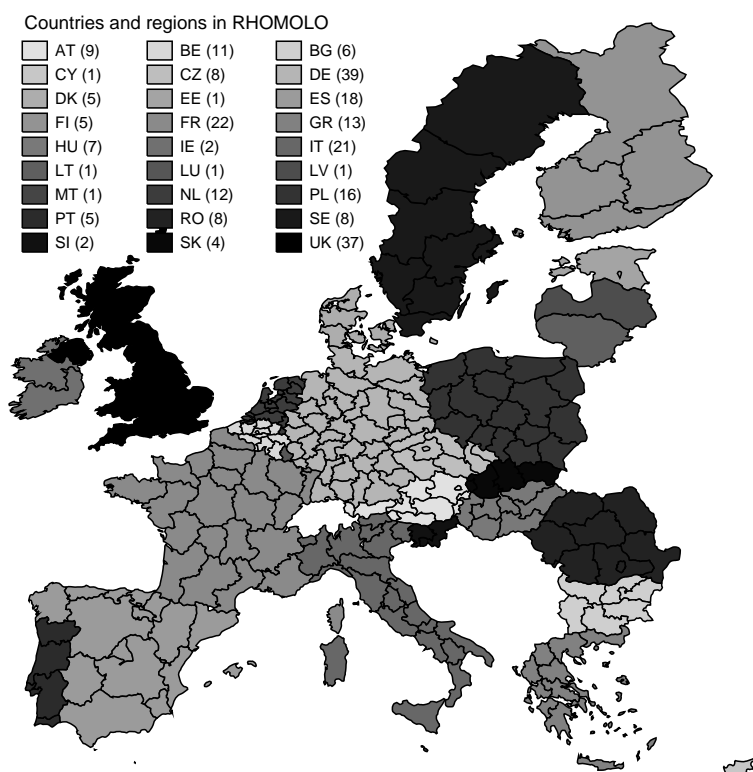 Countries and regions in RHOMOLO
AT (9) BE (11) BG (6)
CY (1) CZ (8) DE (39)
DK (5) EE (1) ES (18)
FI (5) FR (22) GR (13)
HU (7) IE (2) IT (21)
LT (1) LU (1) LV (1)
MT (1) NL (12) PL (16)
PT (5) RO (8) SE (8)
SI (2) SK (4) UK (37)